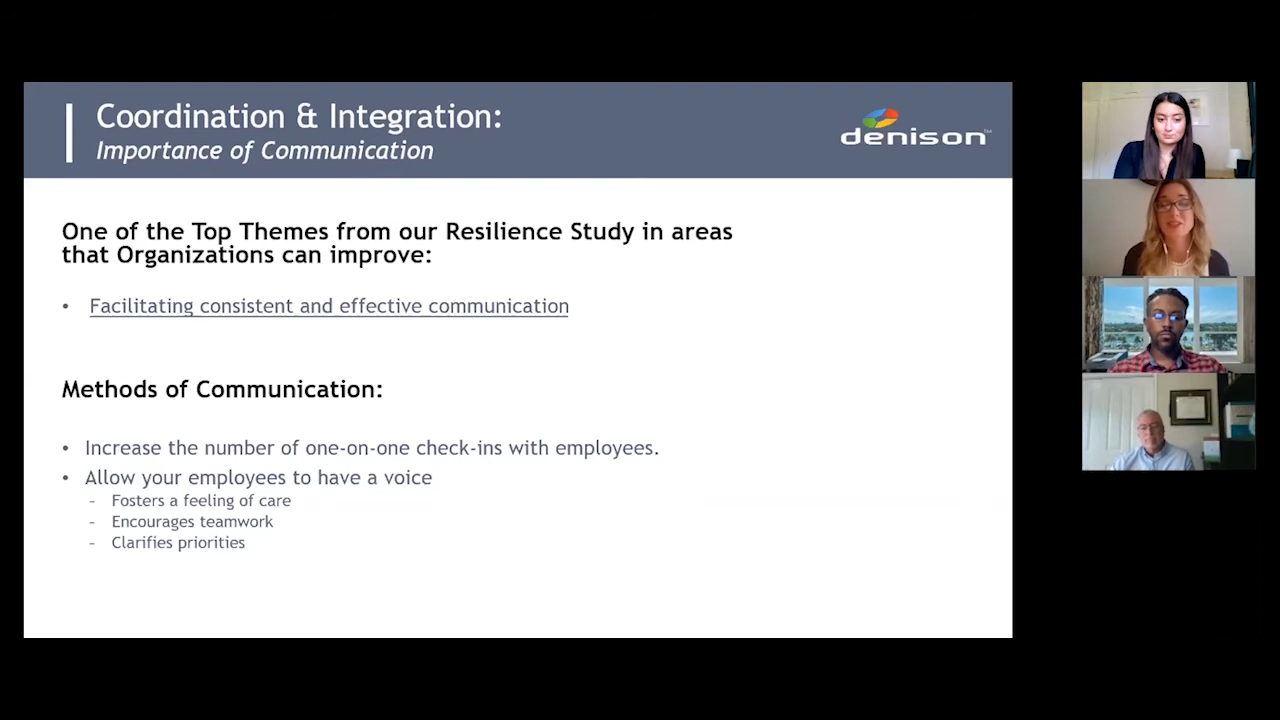 Coordination & Integration:
Importance of Communication
denison™
One of the Top Themes from our Resilience Study in areas
that Organizations can improve:
• Facilitating consistent and effective communication
Methods of Communication:
• Increase the number of one-on-one check-ins with employees.
• Allow your employees to have a voice
- Fosters a feeling of care
- Encourages teamwork
- Clarifies priorities